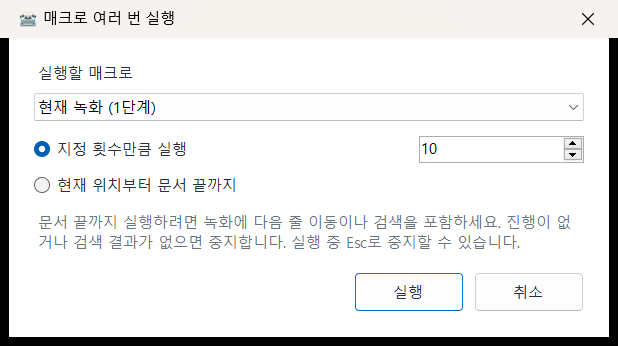 매크로 여러 번 실행
실행할 매크로
현재 녹화 (1단계)
지정 횟수만큼 실행
10
현재 위치부터 문서 끝까지
문서 끝까지 실행하려면 녹화에 다음 줄 이동이나 검색을 포함하세요. 진행이 없
거나 검색 결과가 없으면 중지합니다. 실행 중 Esc로 중지할 수 있습니다.
실행
취소